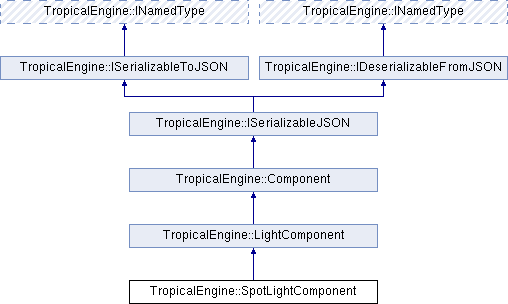 TropicalEngine::INamedType TropicalEngine::INamedType
TropicalEngine::ISerializableToJSON TropicalEngine::IDeserializableFromJSON
TropicalEngine::ISerializableJSON
TropicalEngine::Component
TropicalEngine::LightComponent
TropicalEngine::SpotLightComponent